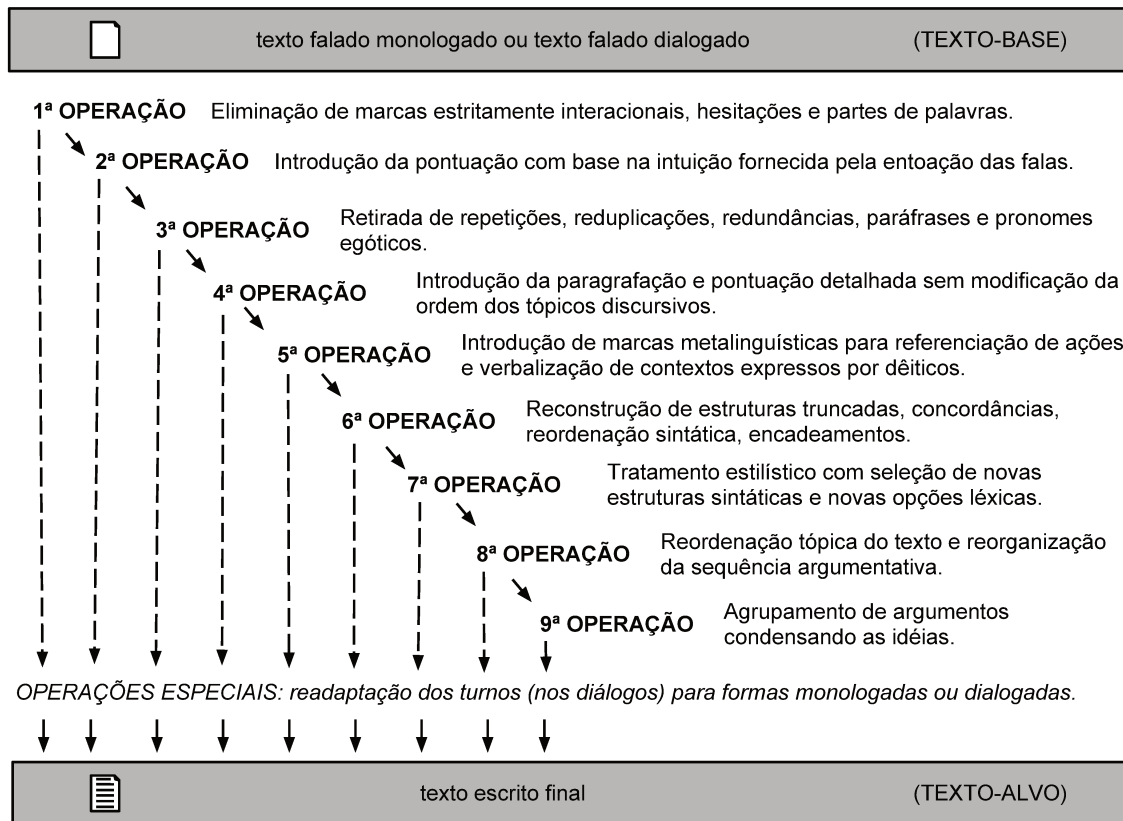 texto falado monologado ou texto falado dialogado (TEXTO-BASE)
1ª OPERAÇÃO Eliminação de marcas estritamente interacionais, hesitações e partes de palavras.
2ª OPERAÇÃO Introdução da pontuação com base na intuição fornecida pela entoação das falas.
3ª OPERAÇÃO Retirada de repetições, reduplicações, redundâncias, paráfrases e pronomes
egóticos.
4ª OPERAÇÃO Introdução da paragrafação e pontuação detalhada sem modificação da
ordem dos tópicos discursivos.
5ª OPERAÇÃO Introdução de marcas metalinguísticas para referenciação de ações
e verbalização de contextos expressos por dêiticos.
6ª OPERAÇÃO Reconstrução de estruturas truncadas, concordâncias,
reordenação sintática, encadeamentos.
7ª OPERAÇÃO Tratamento estilístico com seleção de novas
estruturas sintáticas e novas opções léxicas.
8ª OPERAÇÃO Reordenação tópica do texto e reorganização
da sequência argumentativa.
9ª OPERAÇÃO Agrupamento de argumentos
condensando as idéias.
OPERAÇÕES ESPECIAIS: readaptação dos turnos (nos diálogos) para formas monologadas ou dialogadas.
texto escrito final (TEXTO-ALVO)